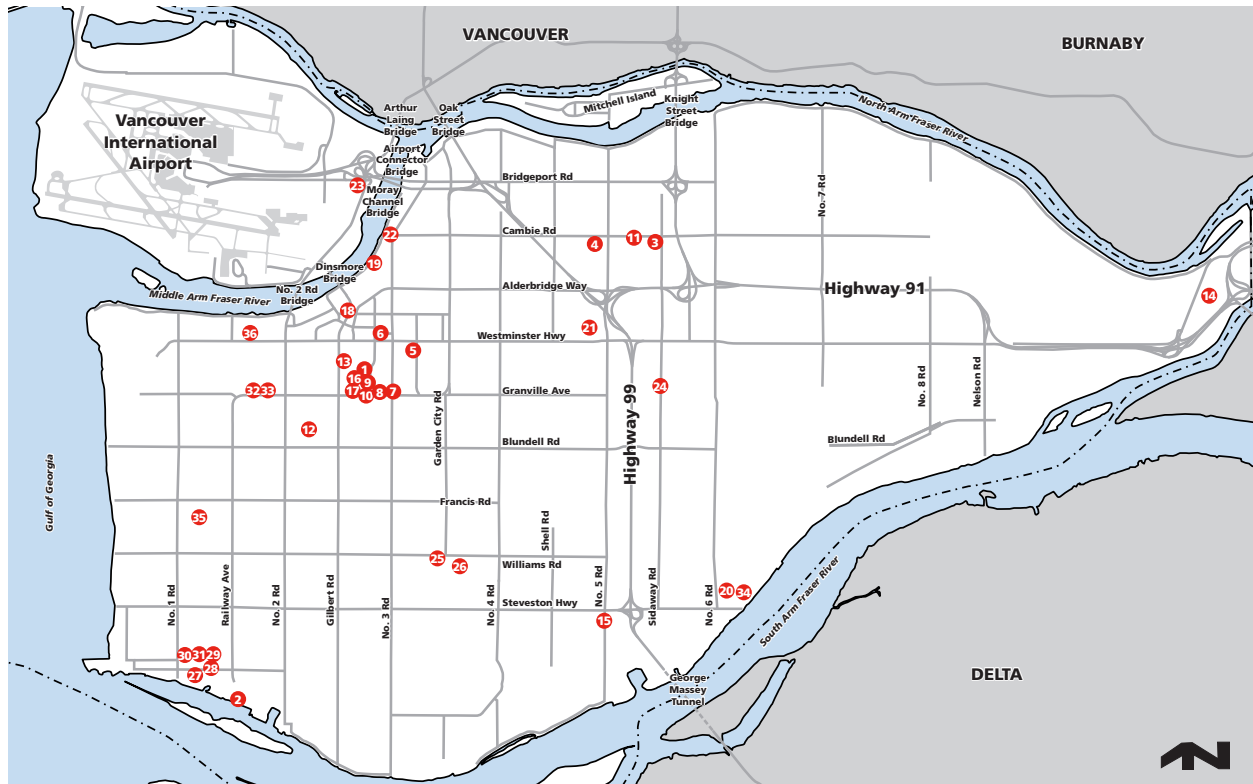 VANCOUVER
BURNABY
Mitchell Island
Knight
Street
Bridge
Arthur
Laing
Bridge
Oak
Street
Bridge
North Arm Fraser River
Vancouver
International
Airport
Airport
Connector
Bridge
23
Moray
Channel
Bridge
Bridgeport Rd
No. 7 Rd
22
Cambie Rd
4
11
3
19
Dinsmore
Bridge
No. 2 Rd
Bridge
Middle Arm Fraser River
Alderbridge Way
Highway 91
14
18
36
6
21
Westminster Hwy
5
13
1
16
9
32
33
17
10
8
7
Granville Ave
24
Highway 99
No. 8 Rd
Nelson Rd
Garden City Rd
12
Blundell Rd
Blundell Rd
Gulf of Georgia
Francis Rd
35
Shell Rd
25
26
Williams Rd
No. 1 Rd
Railway Ave
No. 2 Rd
Gilbert Rd
No. 3 Rd
No. 4 Rd
No. 5 Rd
Sidaway Rd
No. 6 Rd
20
34
South Arm Fraser River
Steveston Hwy
15
30
31
29
28
27
2
George
Massey
Tunnel
DELTA
N